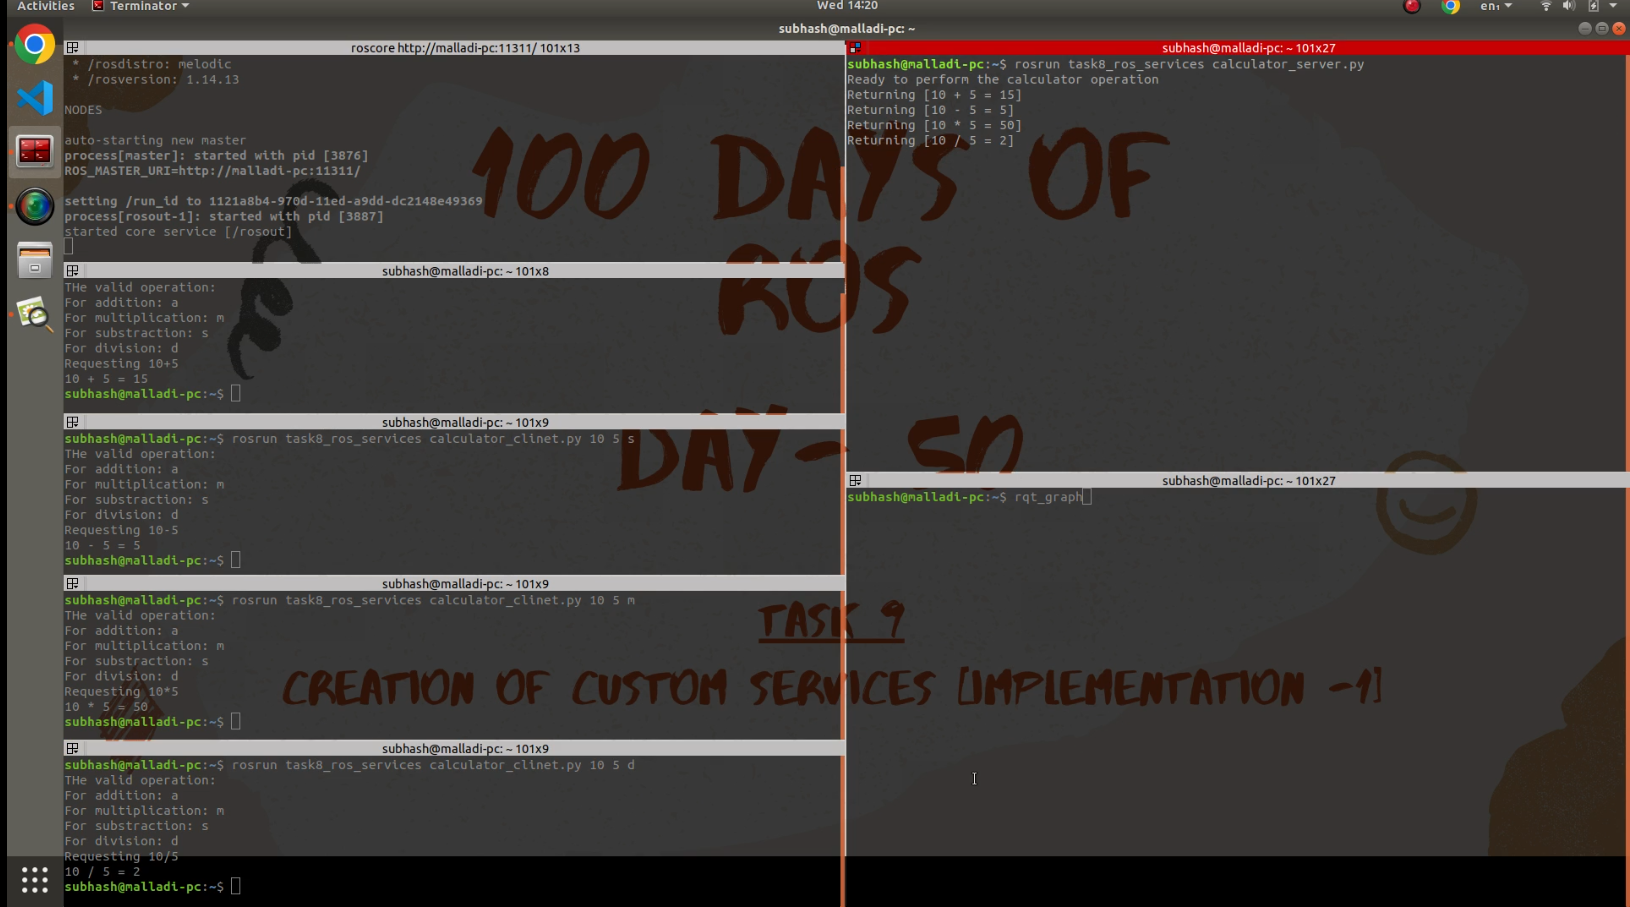 Activities
Terminator
Wed 14:20
en₁
subhash@malladi-pc: ~
roscore http://malladi-pc:11311/ 101x13
* /rosdistro: melodic
* /rosversion: 1.14.13
NODES
auto-starting new master
process[master]: started with pid [3876]
ROS_MASTER_URI=http://malladi-pc:11311/
setting /run_id to 1121a8b4-970d-11ed-a9dd-dc2148e49369
process[rosout-1]: started with pid [3887]
started core service [/rosout]
subhash@malladi-pc: ~ 101x8
THe valid operation:
For addition: a
For multiplication: m
For substraction: s
For division: d
Requesting 10+5
10 + 5 = 15
subhash@malladi-pc:~$
subhash@malladi-pc: ~ 101x9
subhash@malladi-pc:~$ rosrun task8_ros_services calculator_clinet.py 10 5 s
THe valid operation:
For addition: a
For multiplication: m
For substraction: s
For division: d
Requesting 10-5
10 - 5 = 5
subhash@malladi-pc:~$
subhash@malladi-pc: ~ 101x9
subhash@malladi-pc:~$ rosrun task8_ros_services calculator_clinet.py 10 5 m
THe valid operation:
For addition: a
For multiplication: m
For substraction: s
For division: d
Requesting 10*5
10 * 5 = 50
subhash@malladi-pc:~$
subhash@malladi-pc: ~ 101x9
subhash@malladi-pc:~$ rosrun task8_ros_services calculator_clinet.py 10 5 d
THe valid operation:
For addition: a
For multiplication: m
For substraction: s
For division: d
Requesting 10/5
10 / 5 = 2
subhash@malladi-pc:~$
subhash@malladi-pc: ~ 101x27
subhash@malladi-pc:~$ rosrun task8_ros_services calculator_server.py
Ready to perform the calculator operation
Returning [10 + 5 = 15]
Returning [10 - 5 = 5]
Returning [10 * 5 = 50]
Returning [10 / 5 = 2]
subhash@malladi-pc: ~ 101x27
subhash@malladi-pc:~$ rqt_graph
100 DAYS OF
ROS
DAY- 50
TASK 9
CREATION OF CUSTOM SERVICES [IMPLEMENTATION -1]